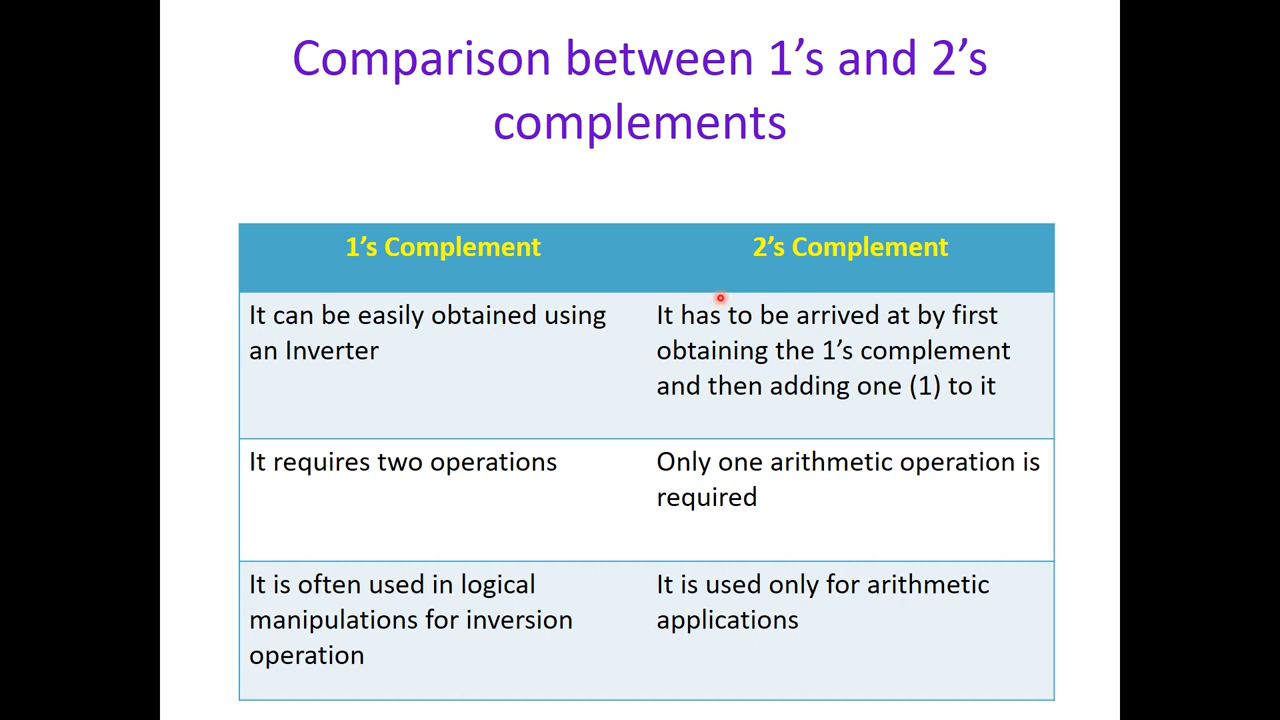 Comparison between 1’s and 2’s
complements
1’s Complement
2’s Complement
It can be easily obtained using
an Inverter
It has to be arrived at by first
obtaining the 1’s complement
and then adding one (1) to it
It requires two operations
Only one arithmetic operation is
required
It is often used in logical
manipulations for inversion
operation
It is used only for arithmetic
applications